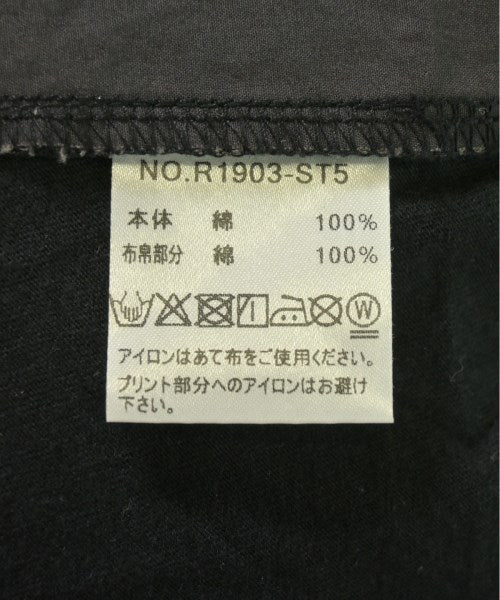 NO.R1903-ST5
本体 綿 100%
布帛部分 綿 100%
W
アイロンはあて布をご使用ください。
プリント部分へのアイロンはお避け
下さい。